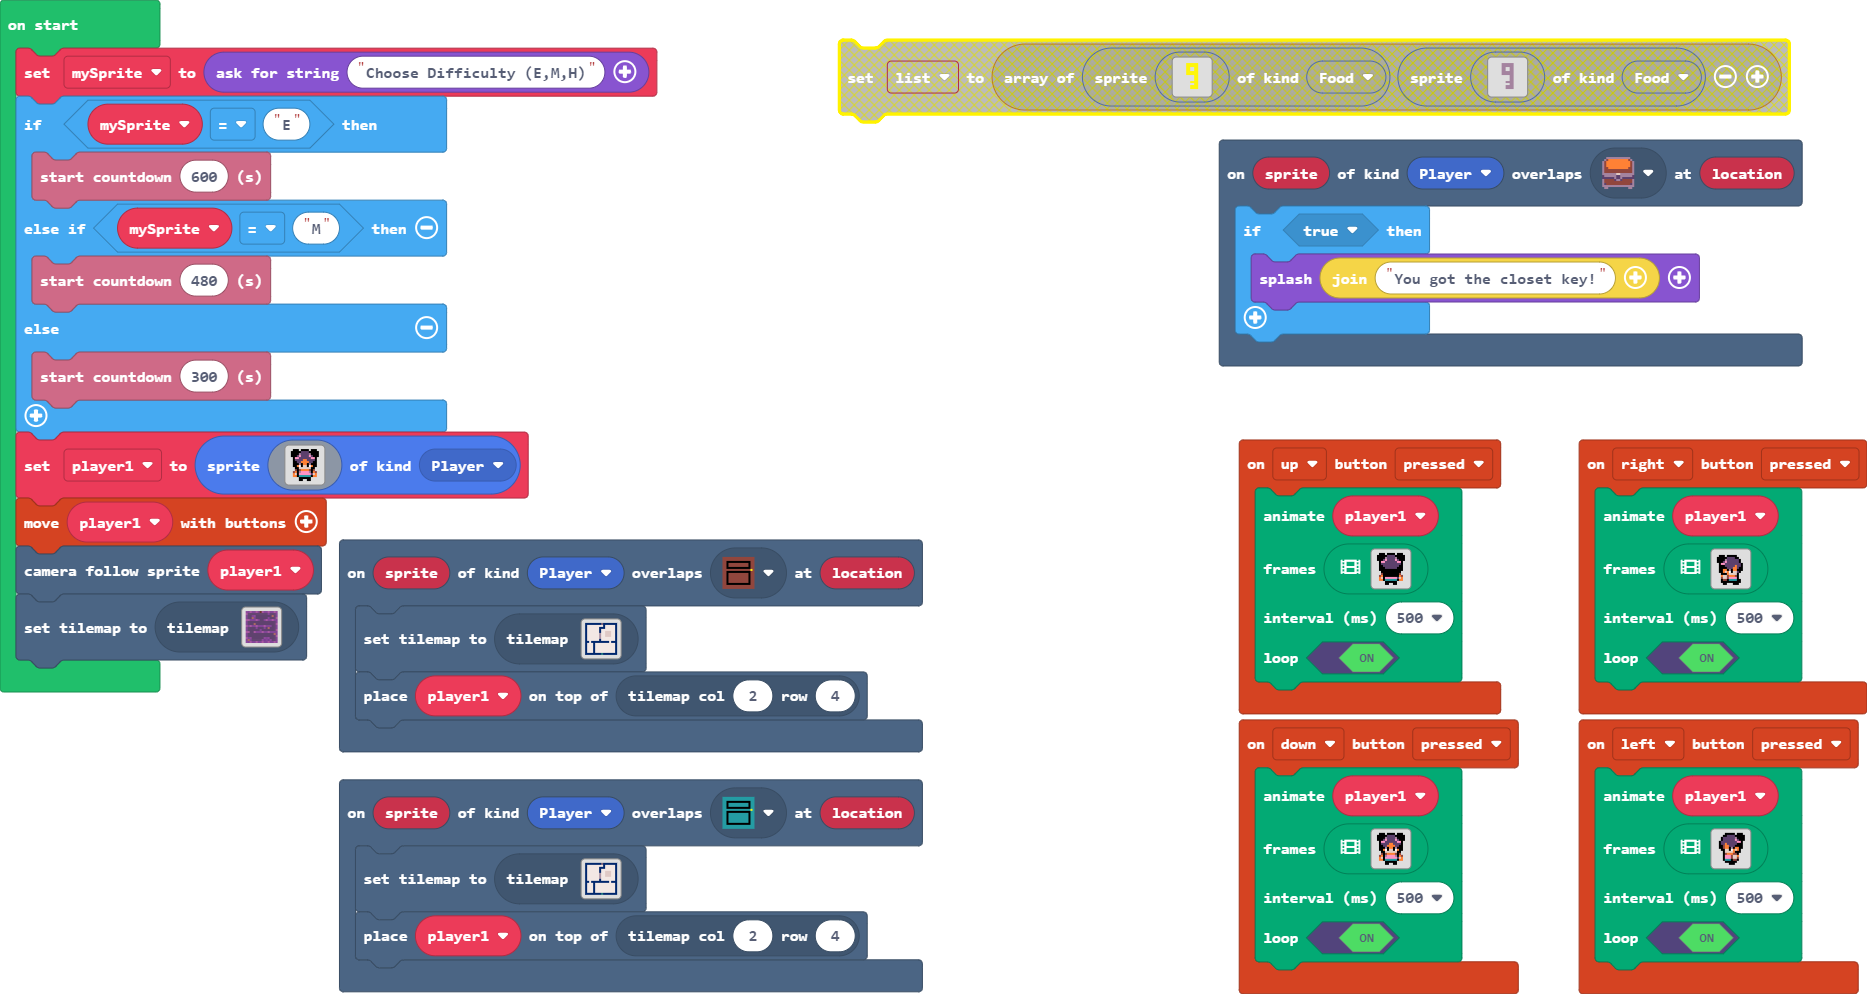 on start
set mySprite to ask for string "Choose Difficulty (E,M,H)"
if mySprite = "E" then
start countdown 600 (s)
else if mySprite = "M" then
start countdown 480 (s)
else
start countdown 300 (s)
set player1 to sprite of kind Player
move player1 with buttons
camera follow sprite player1
set tilemap to tilemap
on sprite of kind Player overlaps at location
set tilemap to tilemap
place player1 on top of tilemap col 2 row 4
on sprite of kind Player overlaps at location
set tilemap to tilemap
place player1 on top of tilemap col 2 row 4
set list to array of sprite of kind Food sprite of kind Food
on sprite of kind Player overlaps at location
if true then
splash join "You got the closet key!"
on up button pressed
animate player1
frames
interval (ms) 500
loop ON
on right button pressed
animate player1
frames
interval (ms) 500
loop ON
on down button pressed
animate player1
frames
interval (ms) 500
loop ON
on left button pressed
animate player1
frames
interval (ms) 500
loop ON